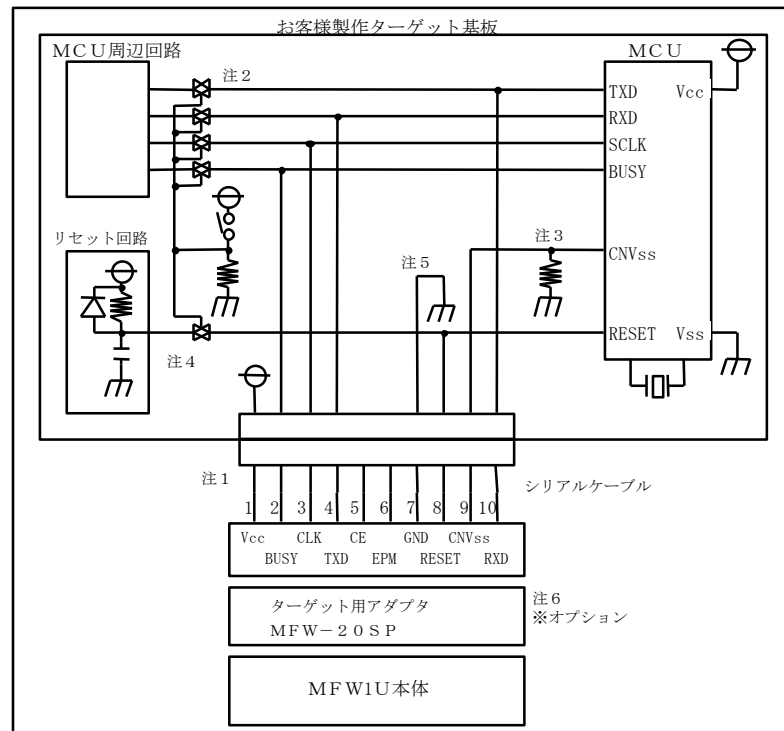 お客様製作ターゲット基板
MCU周辺回路
MCU
注2
TXD
Vcc
RXD
SCLK
BUSY
リセット回路
注3
CNVss
注5
RESET
Vss
注4
注1
シリアルケーブル
1 2 3 4 5 6 7 8 9 10
Vcc CLK CE GND CNVss
BUSY TXD EPM RESET RXD
ターゲット用アダプタ
MFW-20SP
注6
※オプション
MFW1U本体